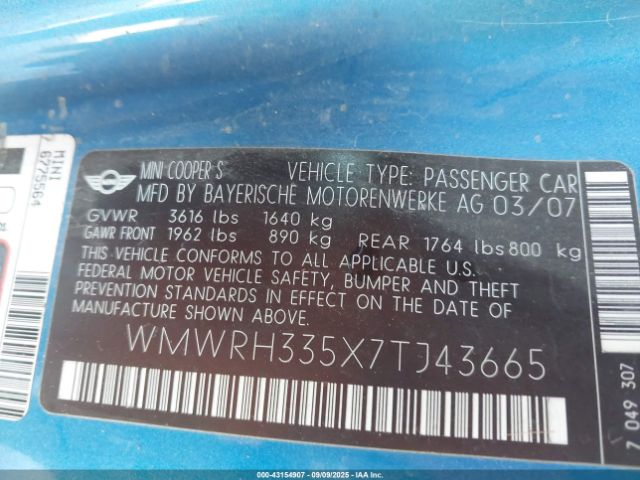 MINI COOPER S VEHICLE TYPE: PASSENGER CAR
MFD BY BAYERISCHE MOTORENWERKE AG 03/07
GVWR 3616 lbs 1640 kg
GAWR FRONT 1962 lbs 890 kg REAR 1764 lbs 800 kg
THIS VEHICLE CONFORMS TO ALL APPLICABLE U.S.
FEDERAL MOTOR VEHICLE SAFETY, BUMPER AND THEFT
PREVENTION STANDARDS IN EFFECT ON THE DATE OF
MANUFACTURE SHOWN ABOVE.
WMWRH335X7TJ43665
7 049 307
MINI
6775564
000-43154907 - 09/09/2025 - Copyright IAA, Inc.